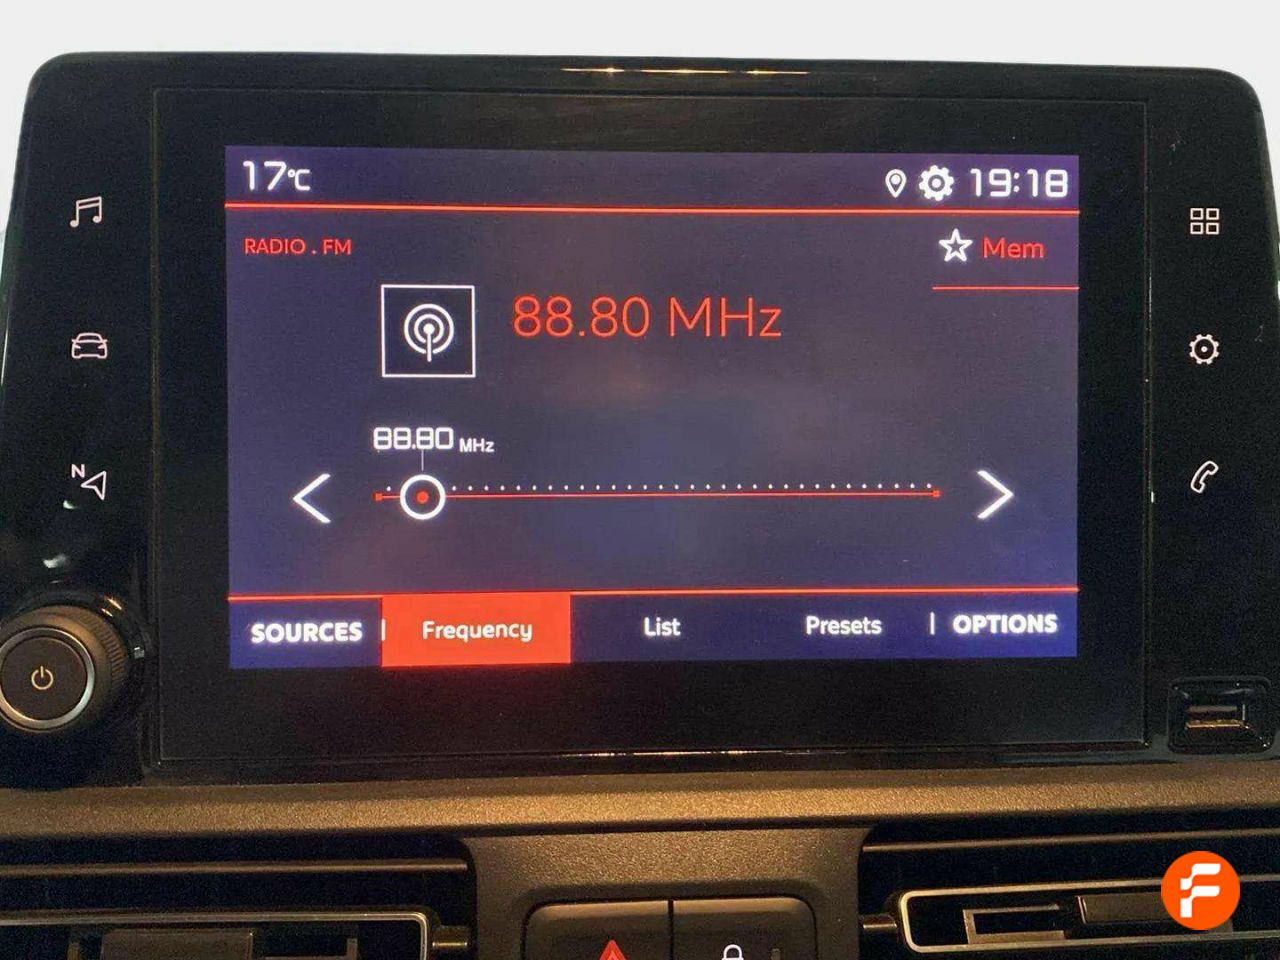 17°C
19:18
RADIO . FM
Mem
88.80 MHz
88.80 MHz
N
SOURCES
Frequency
List
Presets
OPTIONS
F